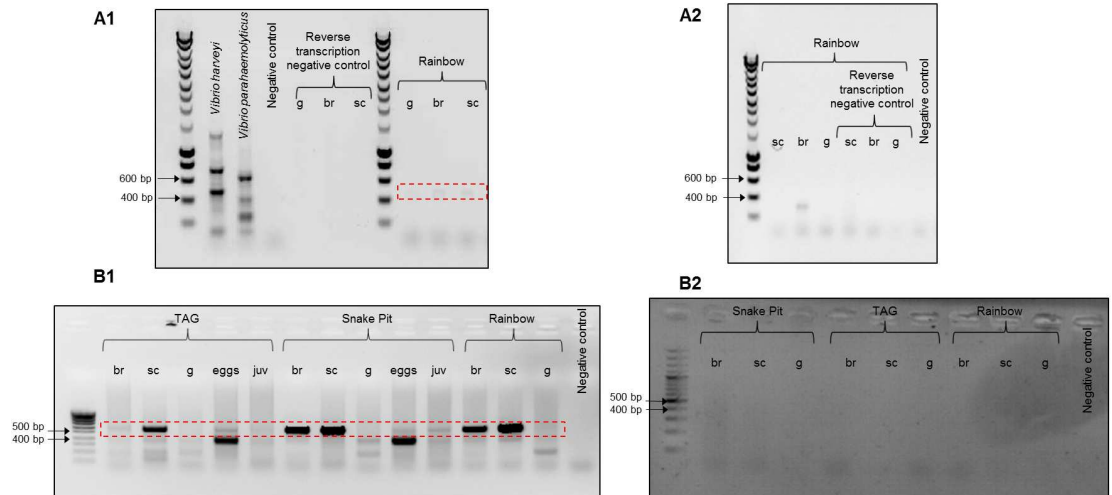 A1
Vibrio harveyi
Vibrio parahaemolyticus
Negative control
Reverse
transcription
negative control
g br sc
Rainbow
g br sc
600 bp
400 bp
A2
Rainbow
Reverse
transcription
negative control
Negative control
sc br g sc br g
600 bp
400 bp
B1
TAG Snake Pit Rainbow
Negative control
br sc g eggs juv br sc g eggs juv br sc g
500 bp
400 bp
B2
Snake Pit TAG Rainbow
Negative control
br sc g br sc g br sc g
500 bp
400 bp